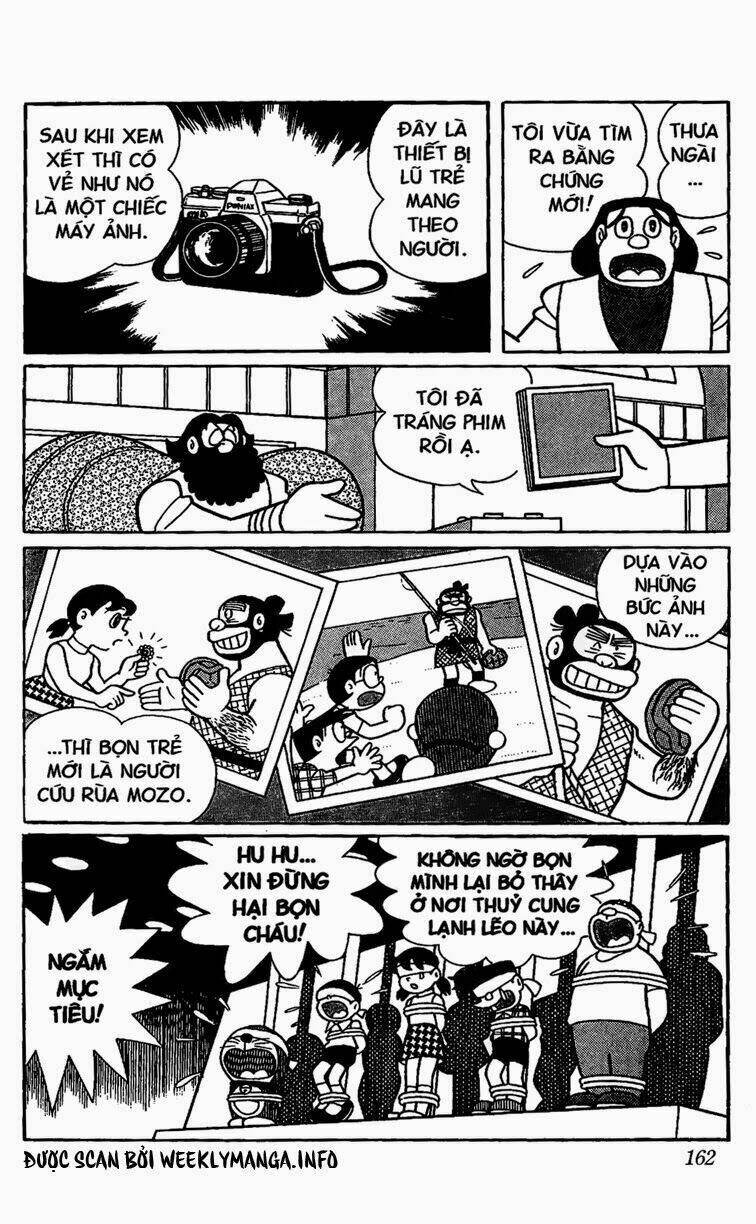 THƯA
NGÀI
...
TÔI VỪA TÌM
RA BẰNG
CHỨNG
MỚI!
ĐÂY LÀ
THIẾT BỊ
LŨ TRẺ
MANG
THEO
NGƯỜI.
SAU KHI XEM
XÉT THÌ CÓ
VẺ NHƯ NÓ
LÀ MỘT CHIẾC
MÁY ẢNH.
TÔI ĐÃ
TRÁNG PHIM
RỒI Ạ.
DỰA VÀO
NHỮNG
BỨC ẢNH
NÀY...
...THÌ BỌN TRẺ
MỚI LÀ NGƯỜI
CỨU RÙA MOZO.
KHÔNG NGỜ BỌN
MÌNH LẠI BỎ THÂY
Ở NƠI THUỶ CUNG
LẠNH LẼO NÀY...
HU HU...
XIN ĐỪNG
HẠI BỌN
CHÁU!
NGẮM
MỤC
TIÊU!
ĐƯỢC SCAN BỞI WEEKLYMANGA.INFO
162